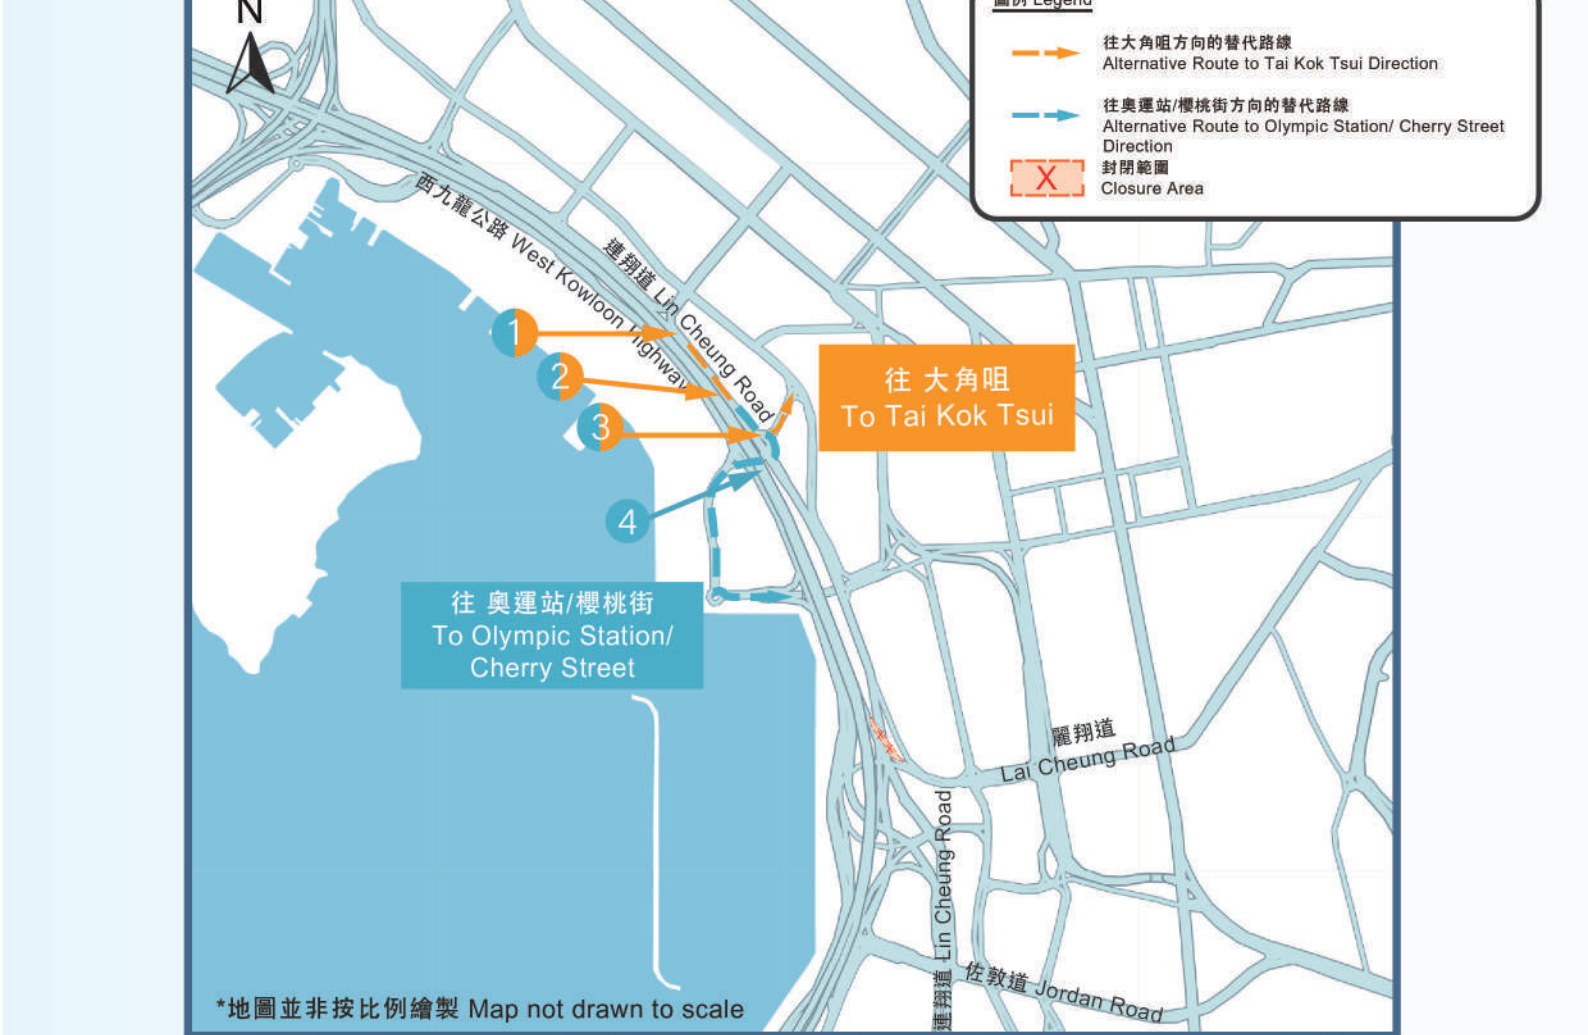 N
圖例 Legend
往大角咀方向的替代路線
Alternative Route to Tai Kok Tsui Direction
往奧運站/櫻桃街方向的替代路線
Alternative Route to Olympic Station/ Cherry Street
Direction
X
封閉範圍
Closure Area
西九龍公路 West Kowloon Highway
連翔道 Lin Cheung Road
1
2
3
4
往 大角咀
To Tai Kok Tsui
往 奧運站/櫻桃街
To Olympic Station/
Cherry Street
麗翔道
Lai Cheung Road
連翔道 Lin Cheung Road
Lin Cheung Road
佐敦道 Jordan Road
*地圖並非按比例繪製 Map not drawn to scale